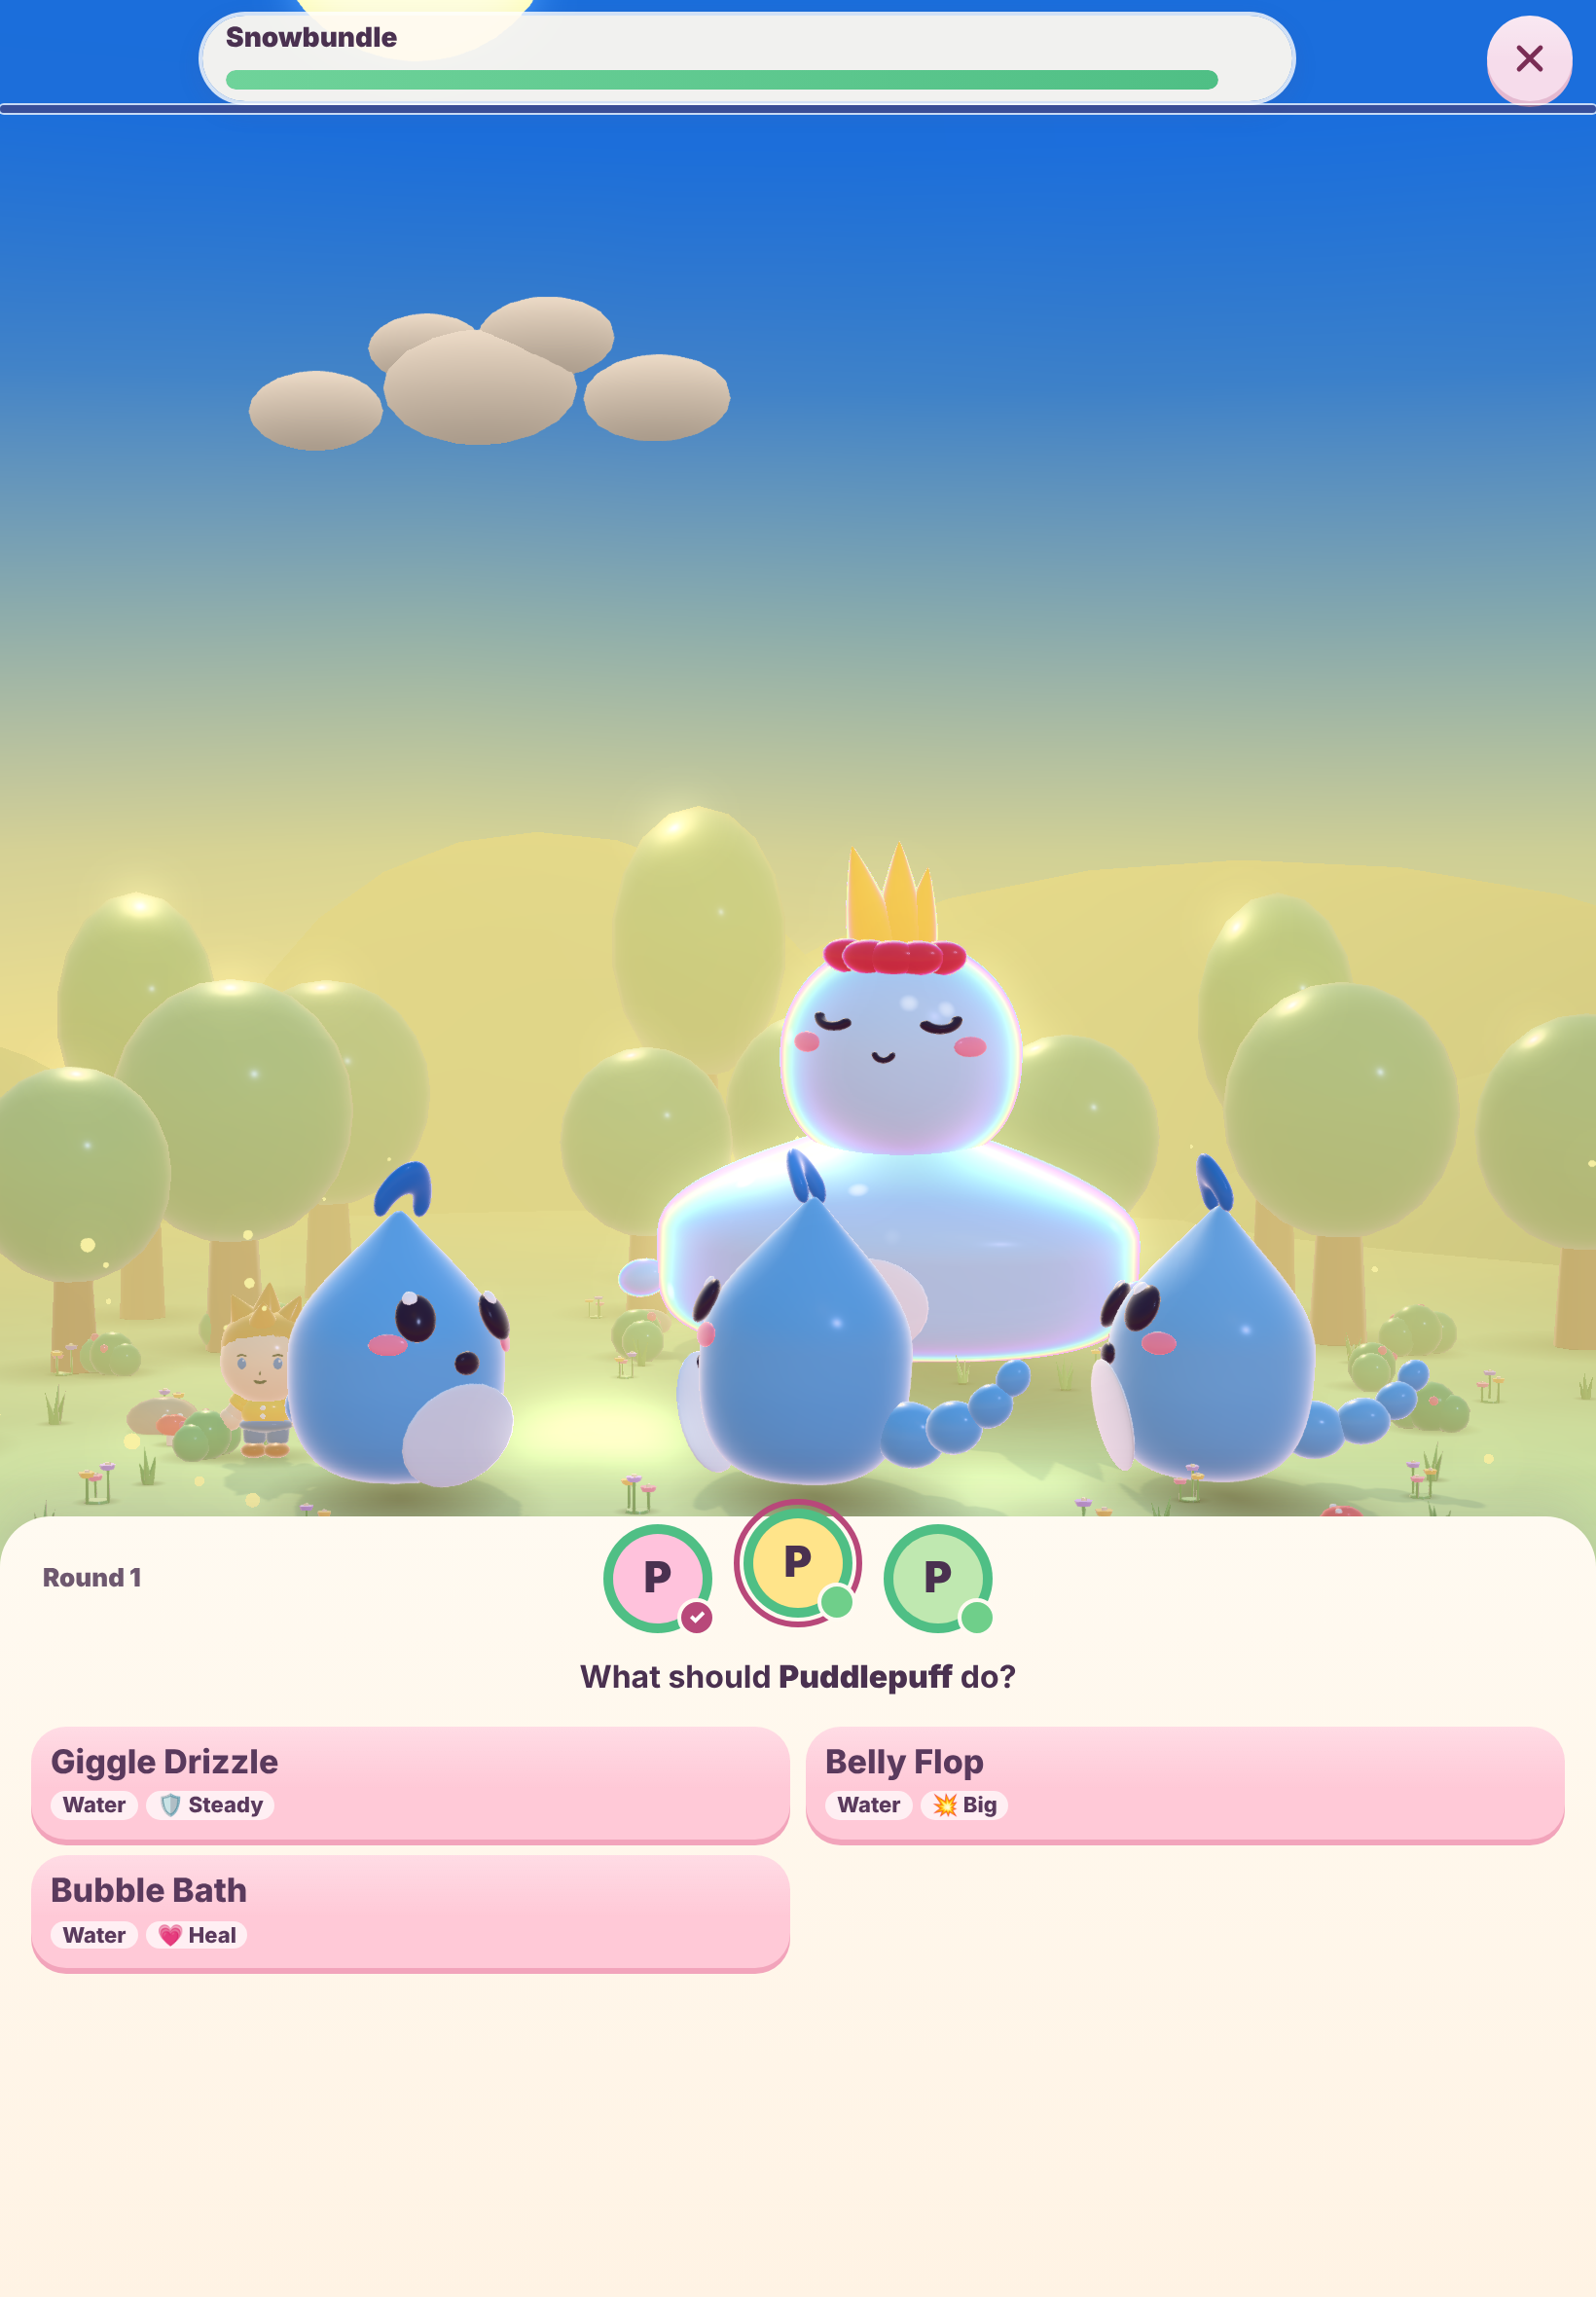 Snowbundle
Round 1
P
P
P
What should Puddlepuff do?
Giggle Drizzle
Water
Steady
Belly Flop
Water
Big
Bubble Bath
Water
Heal